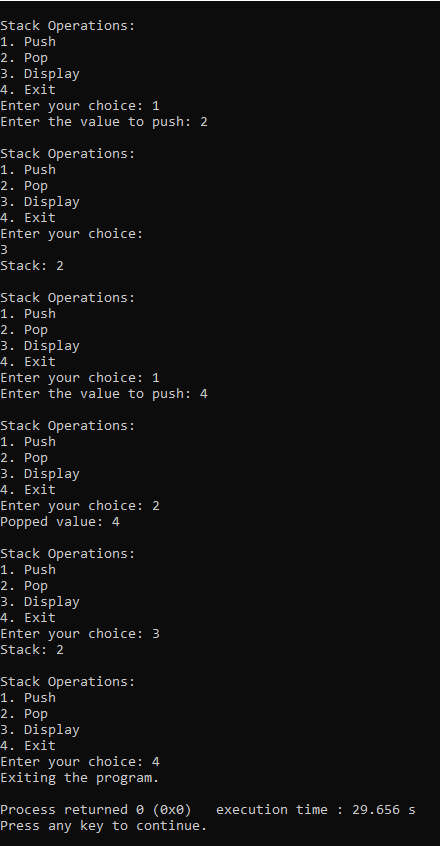 Stack Operations:
1. Push
2. Pop
3. Display
4. Exit
Enter your choice: 1
Enter the value to push: 2

Stack Operations:
1. Push
2. Pop
3. Display
4. Exit
Enter your choice:
3
Stack: 2

Stack Operations:
1. Push
2. Pop
3. Display
4. Exit
Enter your choice: 1
Enter the value to push: 4

Stack Operations:
1. Push
2. Pop
3. Display
4. Exit
Enter your choice: 2
Popped value: 4

Stack Operations:
1. Push
2. Pop
3. Display
4. Exit
Enter your choice: 3
Stack: 2

Stack Operations:
1. Push
2. Pop
3. Display
4. Exit
Enter your choice: 4
Exiting the program.

Process returned 0 (0x0)   execution time : 29.656 s
Press any key to continue.